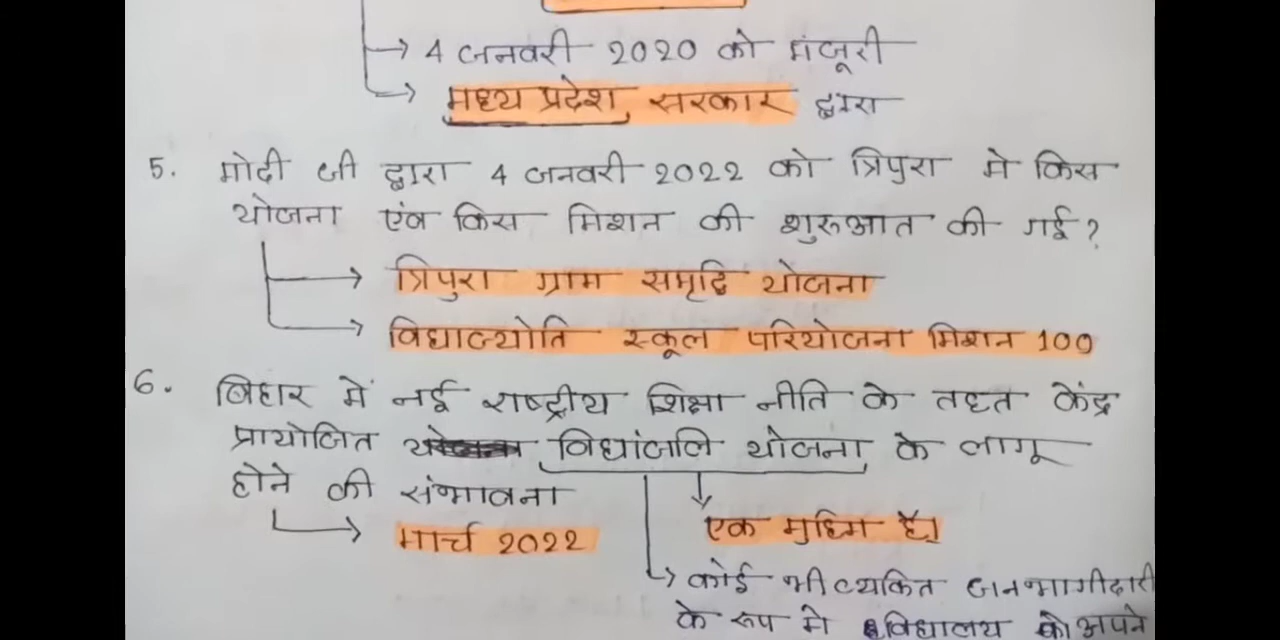 → 4 जनवरी 2020 को मंजूरी
→ मध्य प्रदेश सरकार द्वारा
5. मोदी जी द्वारा 4 जनवरी 2022 को त्रिपुरा मे किस
योजना एंव किस मिशन की शुरुआत की गई?
→ त्रिपुरा ग्राम समृद्धि योजना
→ विद्याज्योति स्कूल परियोजना मिशन 100
6. बिहार में नई राष्ट्रीय शिक्षा नीति के तहत केंद्र
प्रायोजित विद्यांजलि योजना के लागू
होने की संभावना
→ मार्च 2022
एक मुहिम है।
→ कोई भी व्यकित जनभागीदारी
के रूप मे विद्यालय को अपने